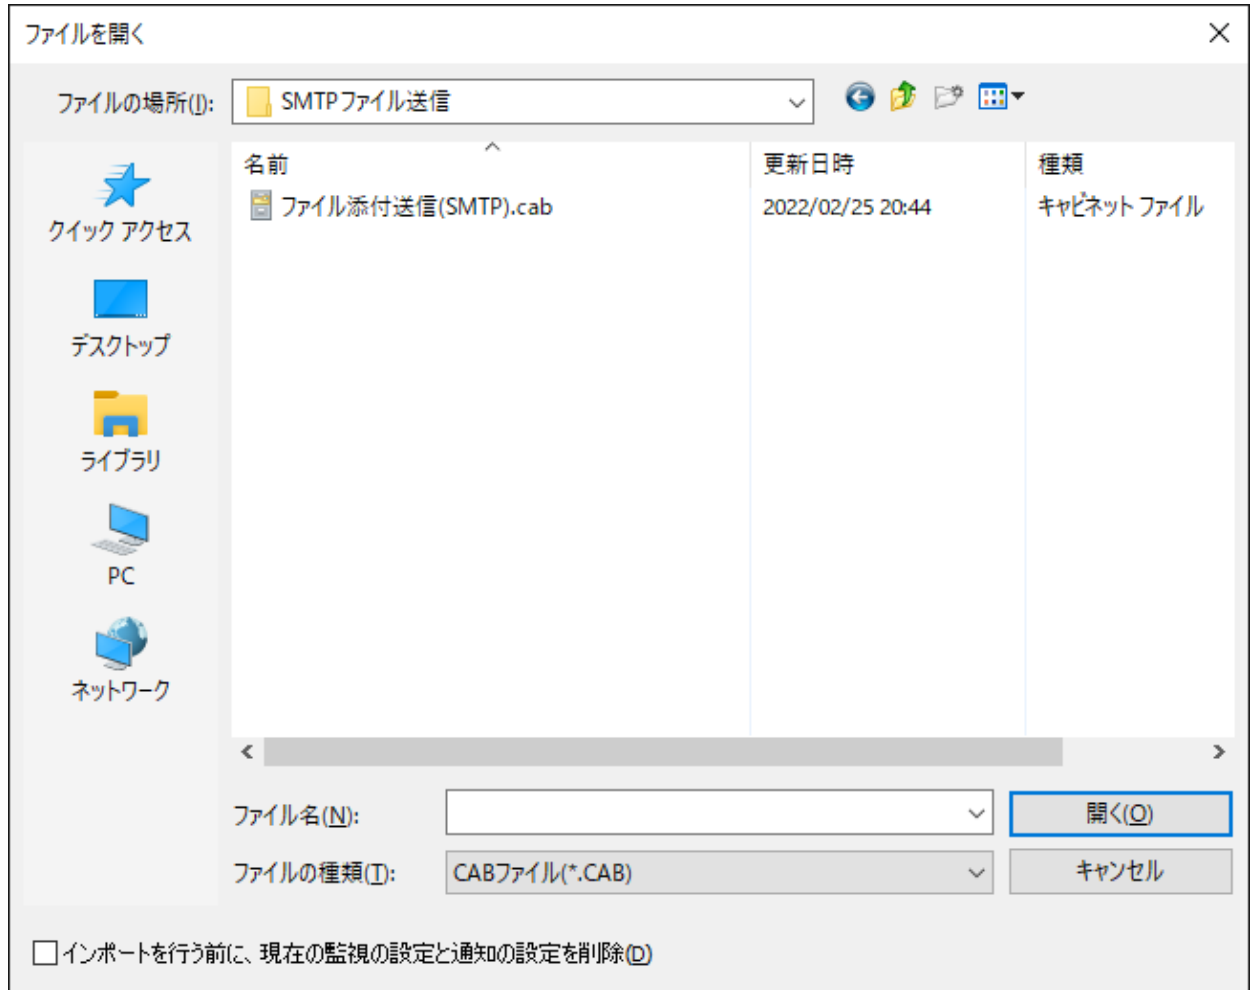 ファイルを開く
ファイルの場所(I): SMTPファイル送信
名前 更新日時 種類
ファイル添付送信(SMTP).cab 2022/02/25 20:44 キャビネット ファイル
クイック アクセス
デスクトップ
ライブラリ
PC
ネットワーク
ファイル名(N): 開く(O)
ファイルの種類(T): CABファイル(*.CAB) キャンセル
インポートを行う前に、現在の監視の設定と通知の設定を削除(D)